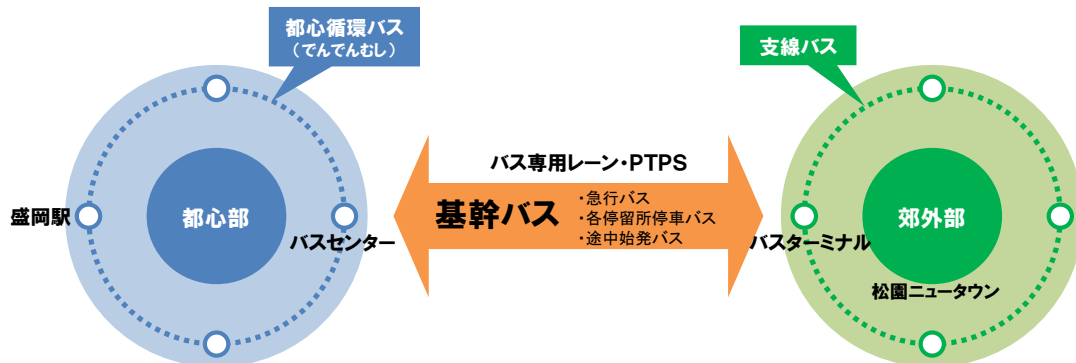 都心循環バス
（でんでんむし）
支線バス
バス専用レーン・PTPS
基幹バス
・急行バス
・各停留所停車バス
・途中始発バス
盛岡駅
都心部
バスセンター
バスターミナル
郊外部
松園ニュータウン